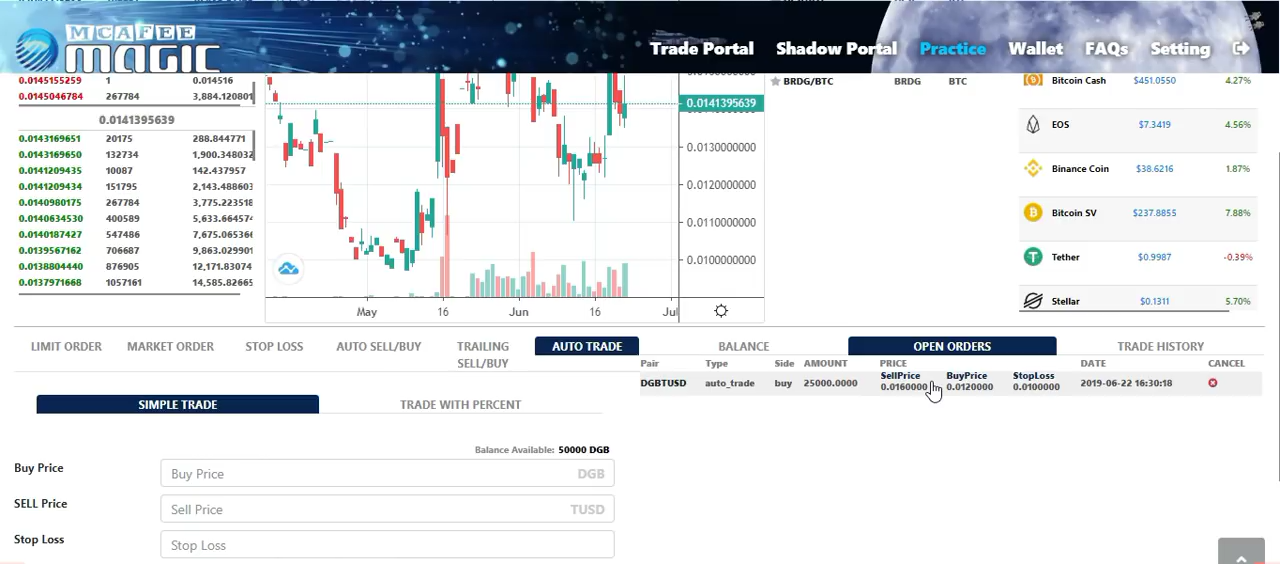 MCAFEE
MAGIC
Trade Portal Shadow Portal Practice Wallet FAQs Setting
0.0145155259 1 0.014516
0.0145046784 267784 3,884.120801
0.0141395639
0.0143169651 20175 288.844771
0.0143169650 132734 1,900.348032
0.0141209435 10087 142.437957
0.0141209434 151795 2,143.488603
0.0140980175 267784 3,775.223518
0.0140634530 400589 5,633.664574
0.0140187427 547486 7,675.065366
0.0139567162 706687 9,863.029901
0.0138804440 876905 12,171.83074
0.0137971668 1057161 14,585.82665
0.0141395639
0.0130000000
0.0120000000
0.0110000000
0.0100000000
May 16 Jun 16 Jul
BRDG/BTC BRDG BTC
Bitcoin Cash $451.0550 4.27%
EOS $7.3419 4.56%
Binance Coin $38.6216 1.87%
Bitcoin SV $237.8855 7.88%
Tether $0.9987 -0.39%
Stellar $0.1311 5.70%
LIMIT ORDER MARKET ORDER STOP LOSS AUTO SELL/BUY TRAILING SELL/BUY AUTO TRADE
BALANCE OPEN ORDERS TRADE HISTORY
Pair Type Side AMOUNT PRICE DATE CANCEL
SellPrice BuyPrice StopLoss
DGBTUSD auto_trade buy 25000.0000 0.0160000 0.0120000 0.0100000 2019-06-22 16:30:18
SIMPLE TRADE TRADE WITH PERCENT
Balance Available: 50000 DGB
Buy Price Buy Price DGB
SELL Price Sell Price TUSD
Stop Loss Stop Loss